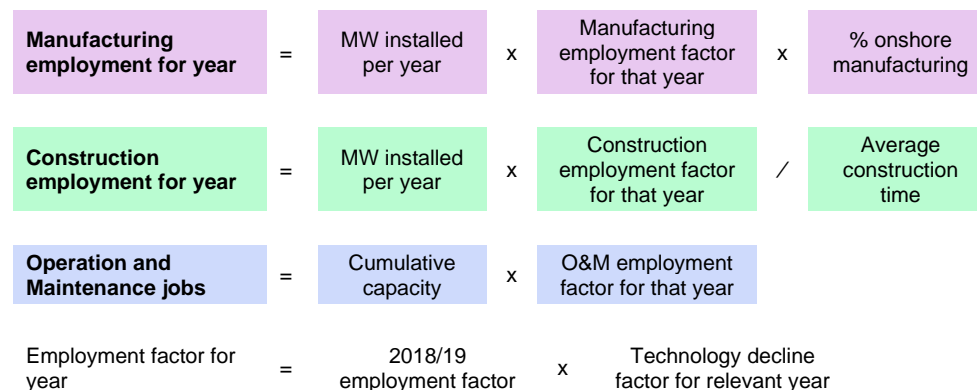 Manufacturing employment for year = MW installed per year x Manufacturing employment factor for that year x % onshore manufacturing
Construction employment for year = MW installed per year x Construction employment factor for that year / Average construction time
Operation and Maintenance jobs = Cumulative capacity x O&M employment factor for that year
Employment factor for year = 2018/19 employment factor x Technology decline factor for relevant year